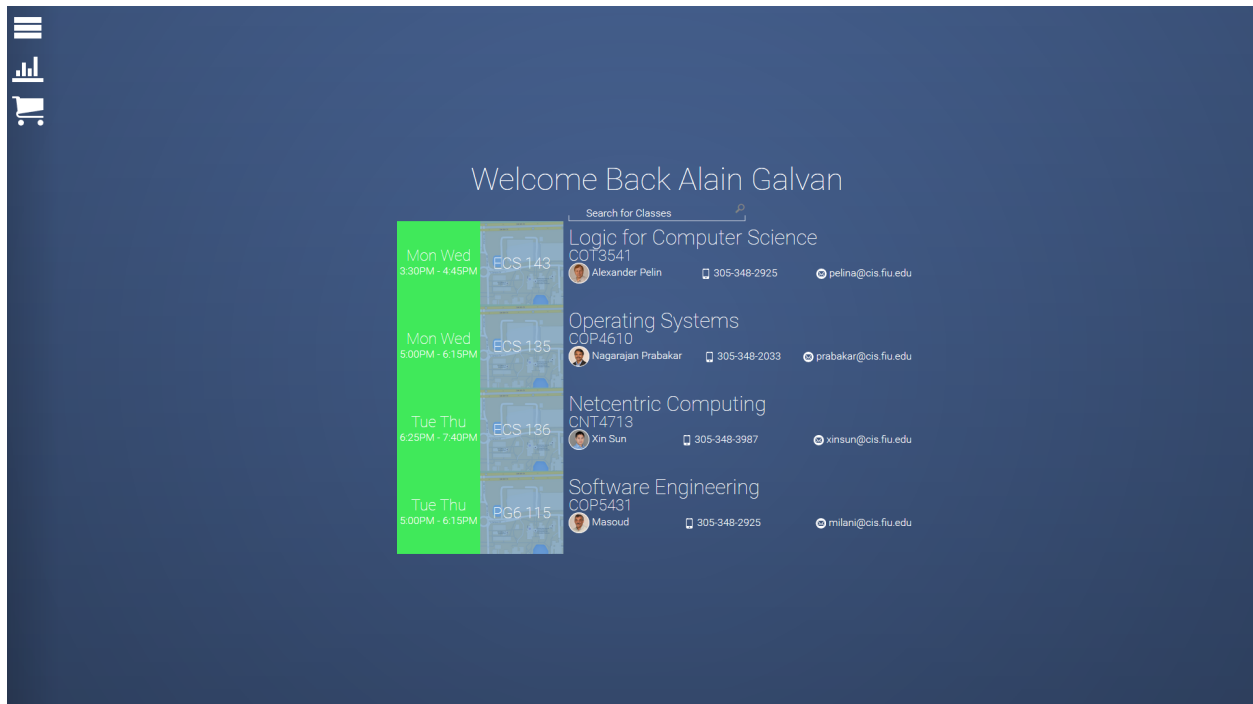 Welcome Back Alain Galvan
Search for Classes
Mon Wed
3:30PM - 4:45PM
ECS 143
Logic for Computer Science
COT3541
Alexander Pelin 305-348-2925 pelina@cis.fiu.edu
Mon Wed
5:00PM - 6:15PM
ECS 135
Operating Systems
COP4610
Nagarajan Prabakar 305-348-2033 prabakar@cis.fiu.edu
Tue Thu
6:25PM - 7:40PM
ECS 136
Netcentric Computing
CNT4713
Xin Sun 305-348-3987 xinsun@cis.fiu.edu
Tue Thu
5:00PM - 6:15PM
PG6 115
Software Engineering
COP5431
Masoud 305-348-2925 milani@cis.fiu.edu